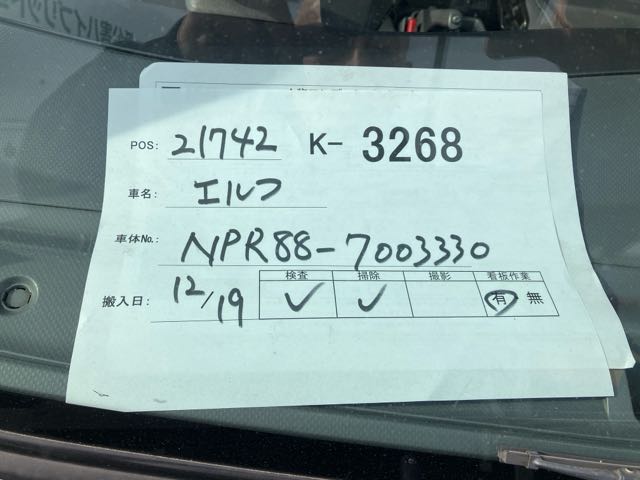 POS: 21742 K- 3268
車名: エルフ
車体No.: NPR88-7003330
検査 掃除 撮影 看板作業
搬入日: 12/19 ✓ ✓ 有 無